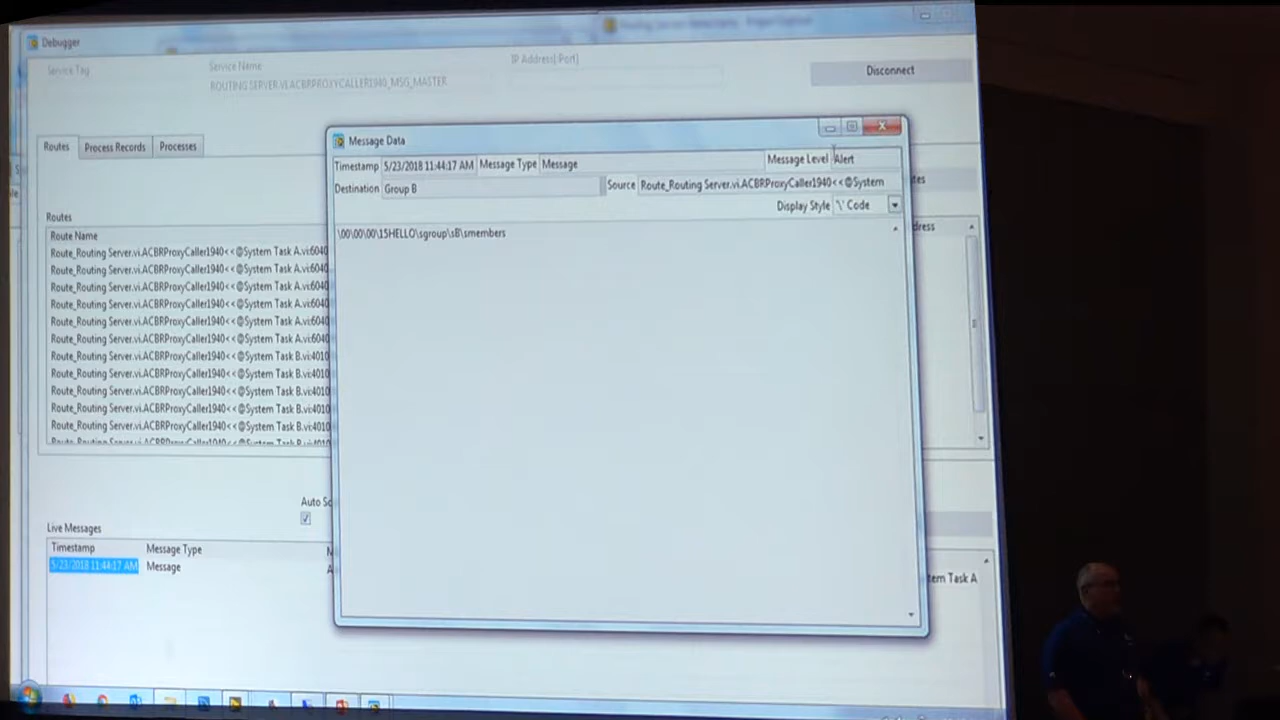 Debugger
Service Tag
Service Name
IP Address[:Port]
ROUTING SERVER.VI.ACBRPROXYCALLER1940_MSG_MASTER
Disconnect
Routes
Process Records
Processes
Message Data
Timestamp 5/23/2018 11:44:17 AM Message Type Message Message Level Alert
Destination Group B Source Route_Routing Server.vi.ACBRProxyCaller1940<<@System
Display Style '\' Code
\00\00\00\15HELLO\sgroup\sB\smembers
Routes
Route Name
Route_Routing Server.vi.ACBRProxyCaller1940<<@System Task A.vi:6040
Route_Routing Server.vi.ACBRProxyCaller1940<<@System Task A.vi:6040
Route_Routing Server.vi.ACBRProxyCaller1940<<@System Task A.vi:6040
Route_Routing Server.vi.ACBRProxyCaller1940<<@System Task A.vi:6040
Route_Routing Server.vi.ACBRProxyCaller1940<<@System Task A.vi:6040
Route_Routing Server.vi.ACBRProxyCaller1940<<@System Task A.vi:6040
Route_Routing Server.vi.ACBRProxyCaller1940<<@System Task B.vi:4010
Route_Routing Server.vi.ACBRProxyCaller1940<<@System Task B.vi:4010
Route_Routing Server.vi.ACBRProxyCaller1940<<@System Task B.vi:4010
Route_Routing Server.vi.ACBRProxyCaller1940<<@System Task B.vi:4010
Route_Routing Server.vi.ACBRProxyCaller1940<<@System Task B.vi:4010
Auto Sc
Live Messages
Timestamp Message Type
5/23/2018 11:44:17 AM Message
tem Task A